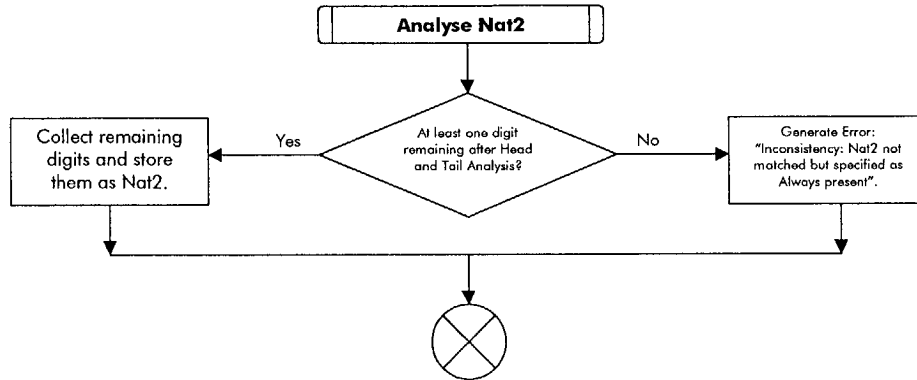 Analyse Nat2
Collect remaining
digits and store
them as Nat2.
Yes
At least one digit
remaining after Head
and Tail Analysis?
No
Generate Error:
"Inconsistency: Nat2 not
matched but specified as
Always present".